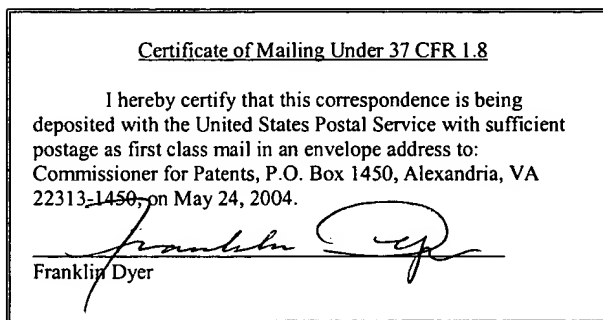 Certificate of Mailing Under 37 CFR 1.8
I hereby certify that this correspondence is being
deposited with the United States Postal Service with sufficient
postage as first class mail in an envelope address to:
Commissioner for Patents, P.O. Box 1450, Alexandria, VA
22313-1450, on May 24, 2004.
Franklin Dyer
Franklin Dyer